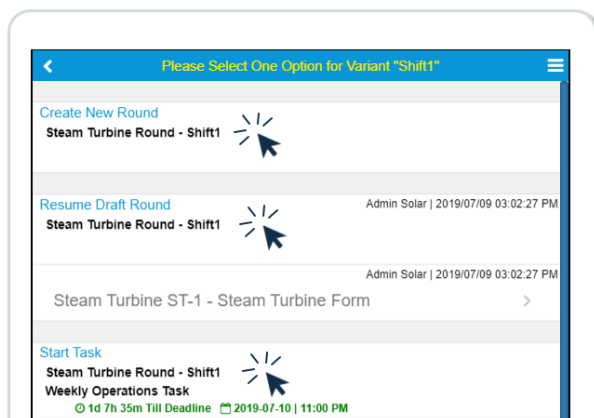 Please Select One Option for Variant "Shift1"
Create New Round
Steam Turbine Round - Shift1
Resume Draft Round
Admin Solar | 2019/07/09 03:02:27 PM
Steam Turbine Round - Shift1
Admin Solar | 2019/07/09 03:02:27 PM
Steam Turbine ST-1 - Steam Turbine Form
Start Task
Steam Turbine Round - Shift1
Weekly Operations Task
1d 7h 35m Till Deadline 2019-07-10 | 11:00 PM